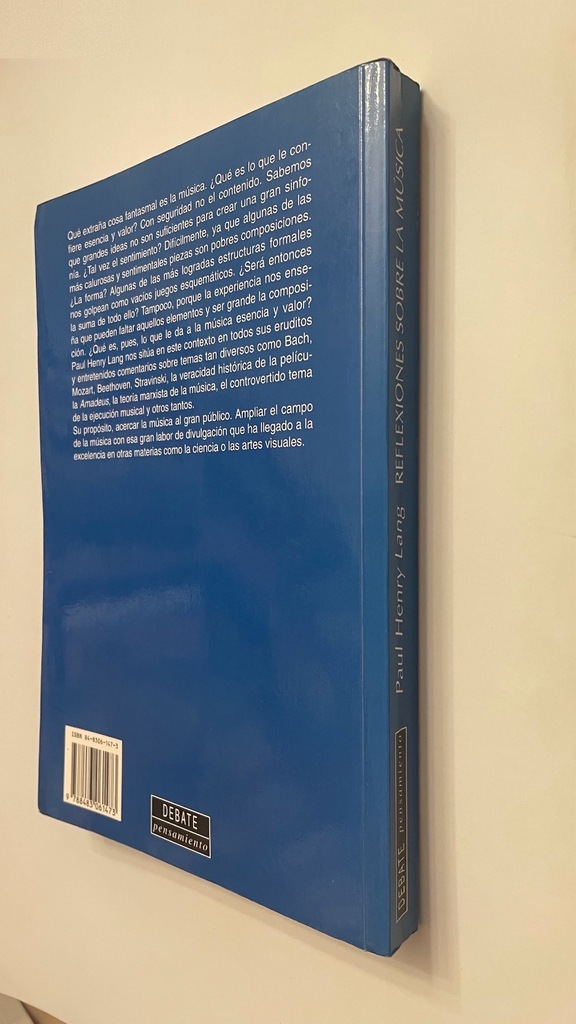 Qué extraña cosa fantasmal es la música. ¿Qué es lo que le con-
fiere esencia y valor? Con seguridad no el contenido. Sabemos
que grandes ideas no son suficientes para crear una gran sinfo-
nía. ¿Tal vez el sentimiento? Difícilmente, ya que algunas de las
más calurosas y sentimentales piezas son pobres composiciones.
¿La forma? Algunas de las más logradas estructuras formales
nos golpean como vacíos juegos esquemáticos. ¿Será entonces
la suma de todo ello? Tampoco, porque la experiencia nos ense-
ña que pueden faltar aquellos elementos y ser grande la composi-
ción. ¿Qué es, pues, lo que le da a la música esencia y valor?
Paul Henry Lang nos sitúa en este contexto en todos sus eruditos
y entretenidos comentarios sobre temas tan diversos como Bach,
Mozart, Beethoven, Stravinski, la veracidad histórica de la pelícu-
la Amadeus, la teoría marxista de la música, el controvertido tema
de la ejecución musical y otros tantos.
Su propósito, acercar la música al gran público. Ampliar el campo
de la música con esa gran labor de divulgación que ha llegado a la
excelencia en otras materias como la ciencia o las artes visuales.
ISBN 84-8306-147-3
9 788483 061473
DEBATE
pensamiento
Paul Henry Lang REFLEXIONES SOBRE LA MÚSICA
DEBATE pensamiento